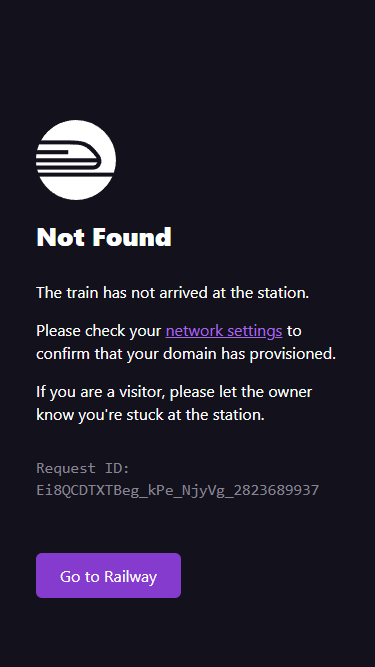 Not Found
The train has not arrived at the station.
Please check your network settings to
confirm that your domain has provisioned.
If you are a visitor, please let the owner
know you're stuck at the station.
Request ID:
Ei8QCDTXTBeg_kPe_NjyVg_2823689937
Go to Railway